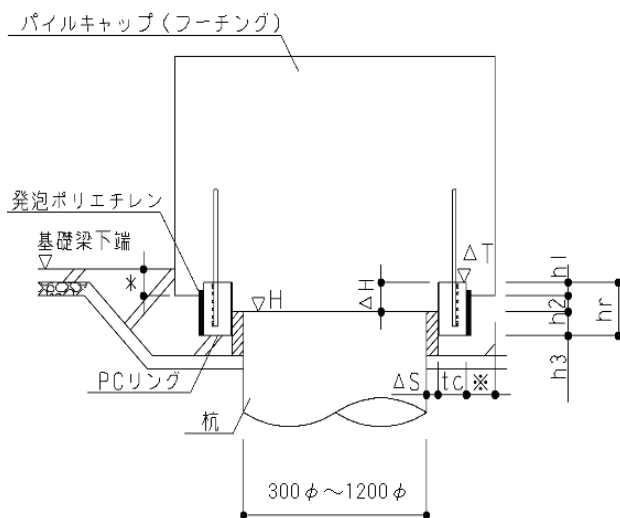 パイルキャップ(フーチング)
発泡ポリエチレン
基礎梁下端
*
H
ΔH
ΔT
h1
h2
hr
h3
PCリング
ΔS
tc
※
杭
300φ~1200φ